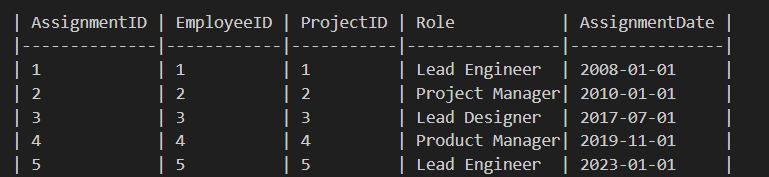 | AssignmentID | EmployeeID | ProjectID | Role           | AssignmentDate |
|--------------|------------|-----------|----------------|----------------|
| 1            | 1          | 1         | Lead Engineer  | 2008-01-01     |
| 2            | 2          | 2         | Project Manager| 2010-01-01     |
| 3            | 3          | 3         | Lead Designer  | 2017-07-01     |
| 4            | 4          | 4         | Product Manager| 2019-11-01     |
| 5            | 5          | 5         | Lead Engineer  | 2023-01-01     |